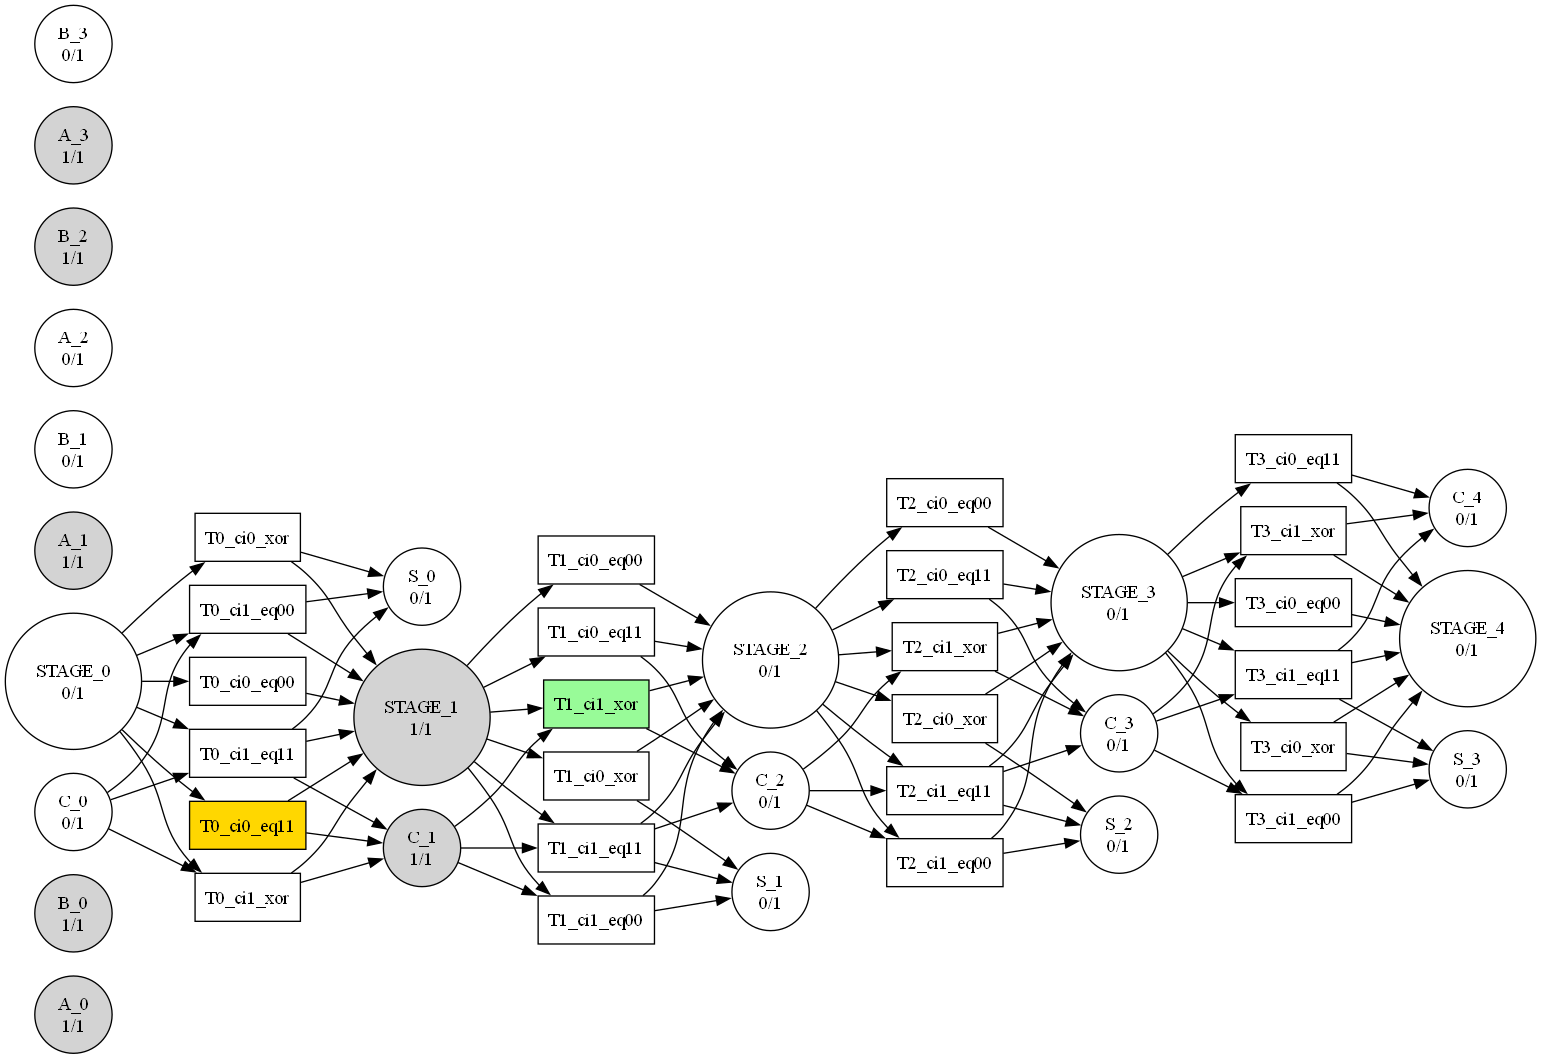 B_3
0/1
A_3
1/1
B_2
1/1
A_2
0/1
B_1
0/1
A_1
1/1
STAGE_0
0/1
C_0
0/1
B_0
1/1
A_0
1/1
T0_ci0_xor
T0_ci1_eq00
T0_ci0_eq00
T0_ci1_eq11
T0_ci0_eq11
T0_ci1_xor
S_0
0/1
STAGE_1
1/1
C_1
1/1
T1_ci0_eq00
T1_ci0_eq11
T1_ci1_xor
T1_ci0_xor
T1_ci1_eq11
T1_ci1_eq00
STAGE_2
0/1
C_2
0/1
S_1
0/1
T2_ci0_eq00
T2_ci0_eq11
T2_ci1_xor
T2_ci0_xor
T2_ci1_eq11
T2_ci1_eq00
STAGE_3
0/1
C_3
0/1
S_2
0/1
T3_ci0_eq11
T3_ci1_xor
T3_ci0_eq00
T3_ci1_eq11
T3_ci0_xor
T3_ci1_eq00
C_4
0/1
STAGE_4
0/1
S_3
0/1